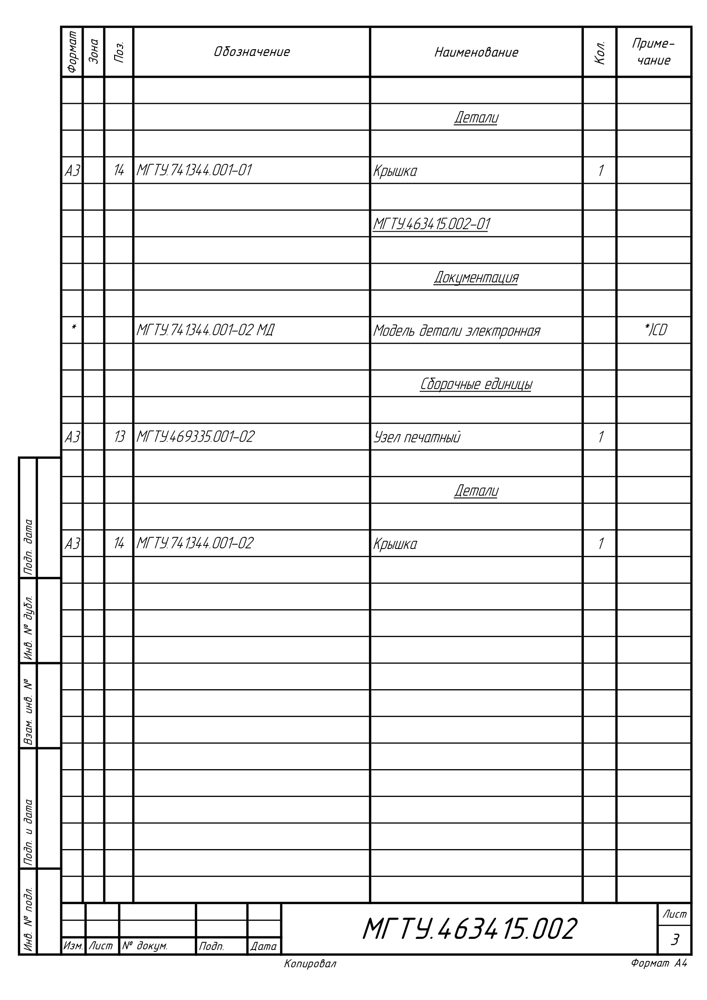 Формат Зона Поз. Обозначение Наименование Кол. Приме-
чание
Детали
А3 14 МГТУ.741344.001-01 Крышка 1
МГТУ.463415.002-01
Документация
* МГТУ.741344.001-02 МД Модель детали электронная *)CD
Сборочные единицы
А3 13 МГТУ.469335.001-02 Узел печатный 1
Детали
А3 14 МГТУ.741344.001-02 Крышка 1
Подп. дата
Инв. № дубл.
Взам. инв. №
Подп. и дата
Инв. № подл.
Изм. Лист № докум. Подп. Дата
МГТУ.463415.002
Лист
3
Копировал Формат А4